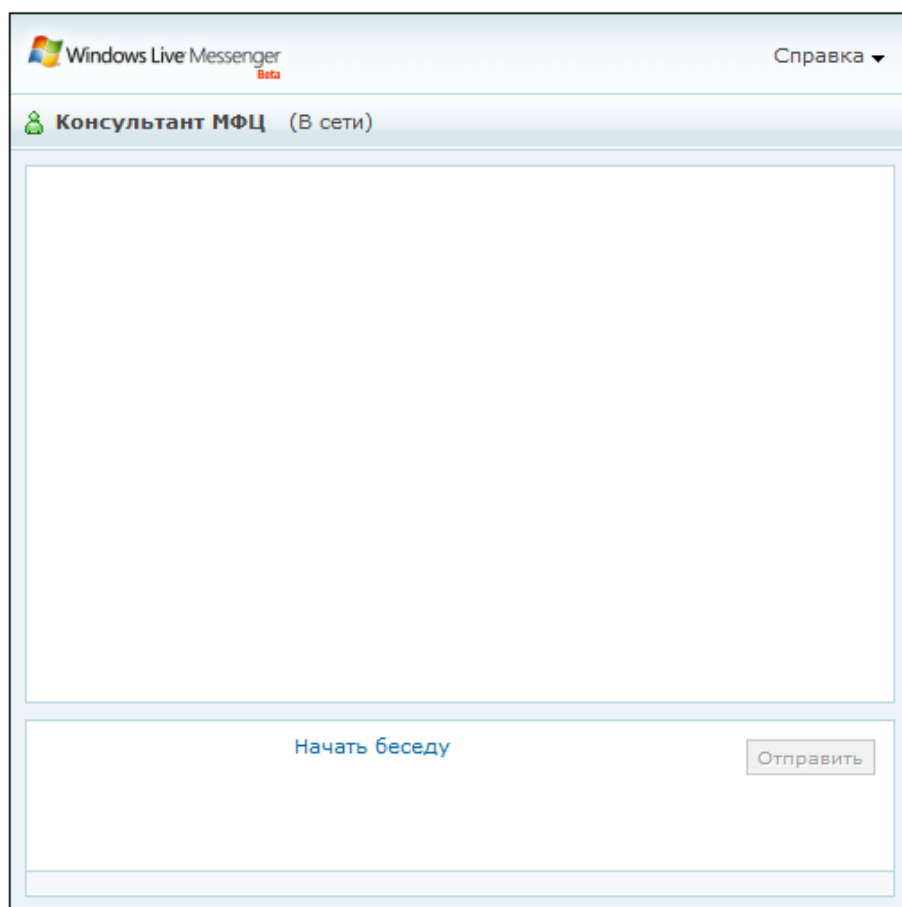 Windows Live Messenger
Beta
Справка
Консультант МФЦ (В сети)
Начать беседу
Отправить